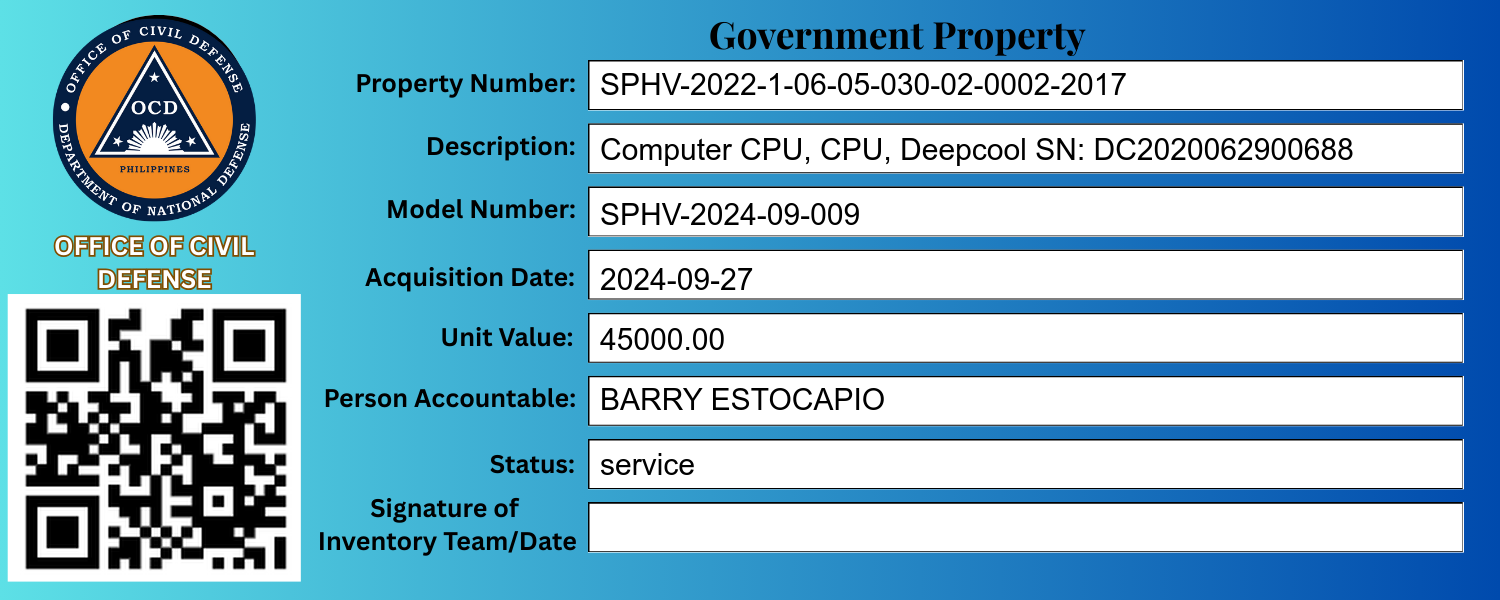 OFFICE OF CIVIL DEFENSE
DEPARTMENT OF NATIONAL DEFENSE
OCD
PHILIPPINES
OFFICE OF CIVIL
DEFENSE
Government Property
Property Number: SPHV-2022-1-06-05-030-02-0002-2017
Description: Computer CPU, CPU, Deepcool SN: DC2020062900688
Model Number: SPHV-2024-09-009
Acquisition Date: 2024-09-27
Unit Value: 45000.00
Person Accountable: BARRY ESTOCAPIO
Status: service
Signature of
Inventory Team/Date